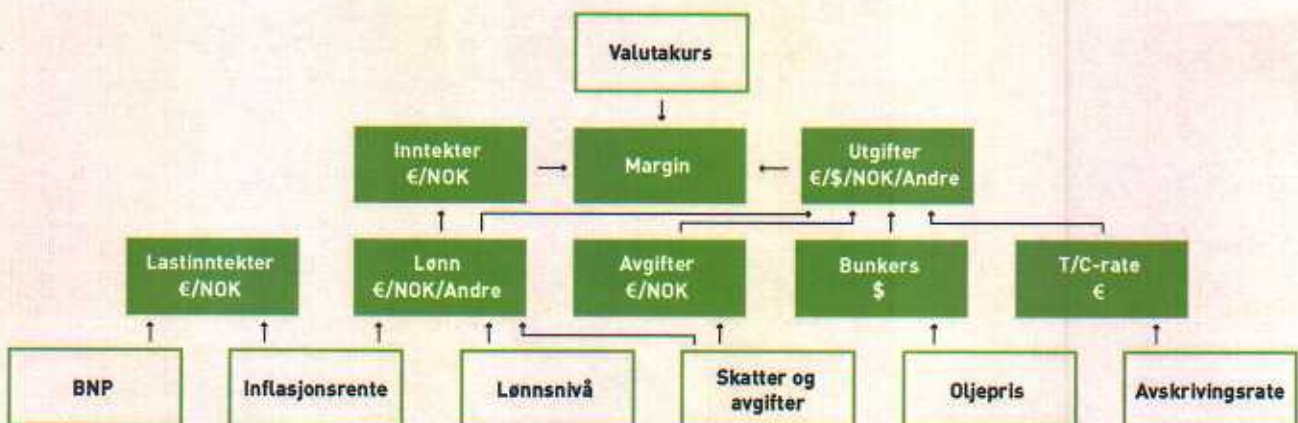 Valutakurs
Inntekter
€/NOK
Margin
Utgifter
€/$/NOK/Andre
Lastinntekter
€/NOK
Lønn
€/NOK/Andre
Avgifter
€/NOK
Bunkers
$
T/C-rate
€
BNP
Inflasjonsrente
Lønnsnivå
Skatter og
avgifter
Oljepris
Avskrivingsrate